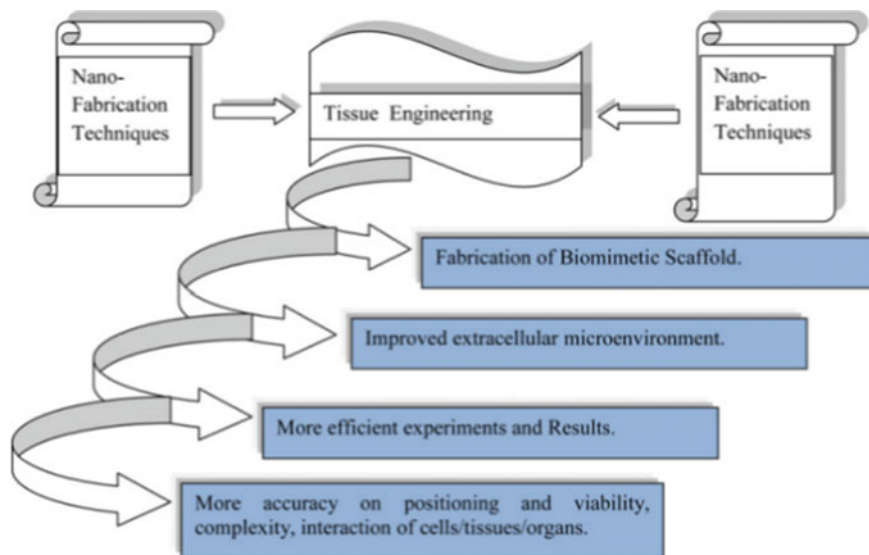 Nano-
Fabrication
Techniques
Tissue Engineering
Nano-
Fabrication
Techniques
Fabrication of Biomimetic Scaffold.
Improved extracellular microenvironment.
More efficient experiments and Results.
More accuracy on positioning and viability,
complexity, interaction of cells/tissues/organs.